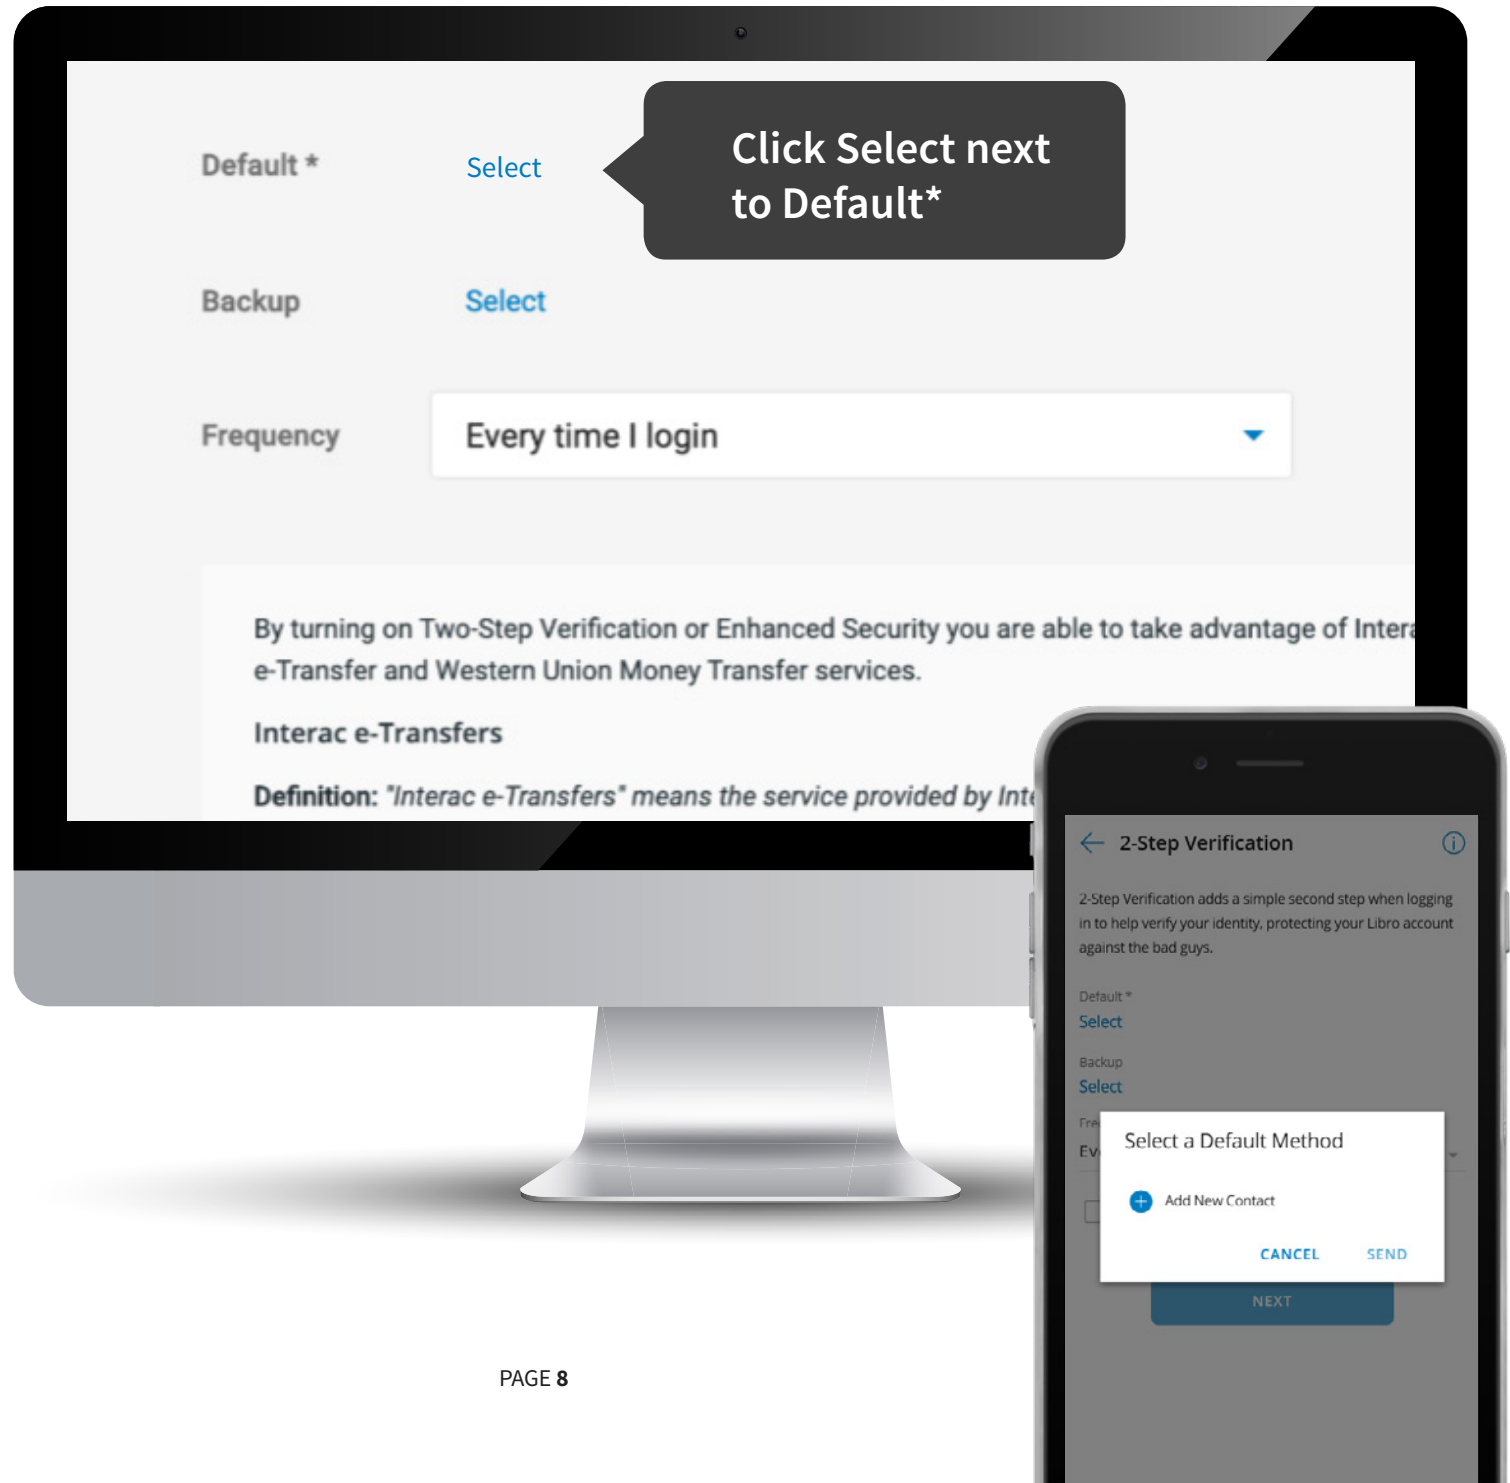 Default *
Select
Click Select next
to Default*
Backup
Select
Frequency
Every time I login
By turning on Two-Step Verification or Enhanced Security you are able to take advantage of
e-Transfer and Western Union Money Transfer services.
Interac e-Transfers
Definition: "Interac e-Transfers" means the service provided by
2-Step Verification
2-Step Verification adds a simple second step when logging
in to help verify your identity, protecting your Libro account
against the bad guys.
Default *
Select
Backup
Select
Select a Default Method
Add New Contact
CANCEL SEND
NEXT
PAGE 8